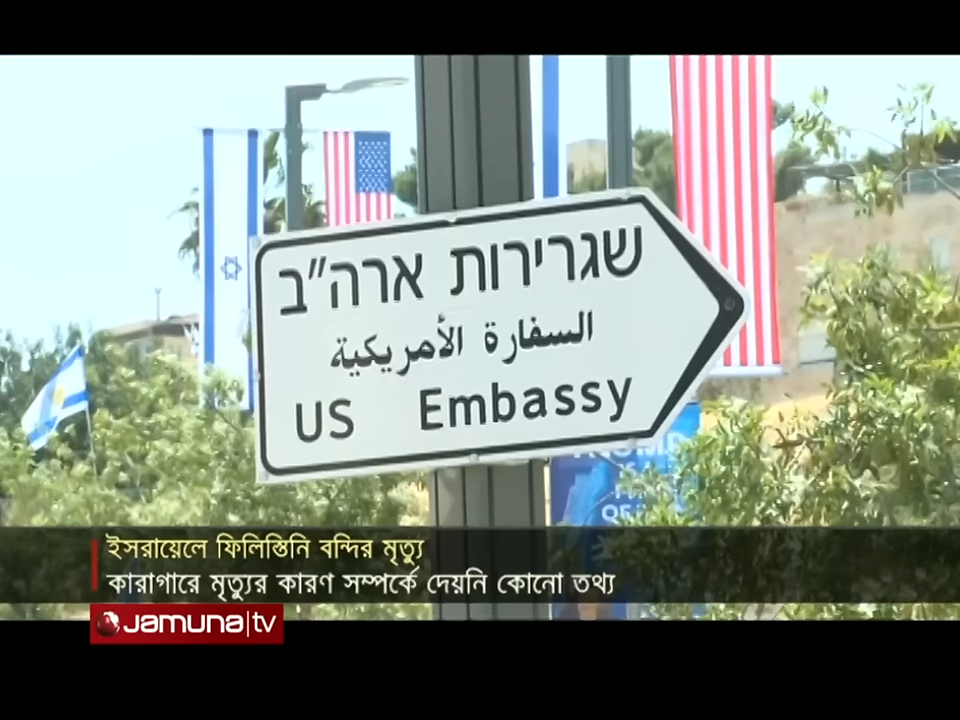 שגרירות ארה"ב
السفارة الأمريكية
US Embassy
ইসরায়েলে ফিলিস্তিনি বন্দির মৃত্যু
কারাগারে মৃত্যুর কারণ সম্পর্কে দেয়নি কোনো তথ্য
Jamuna|tv